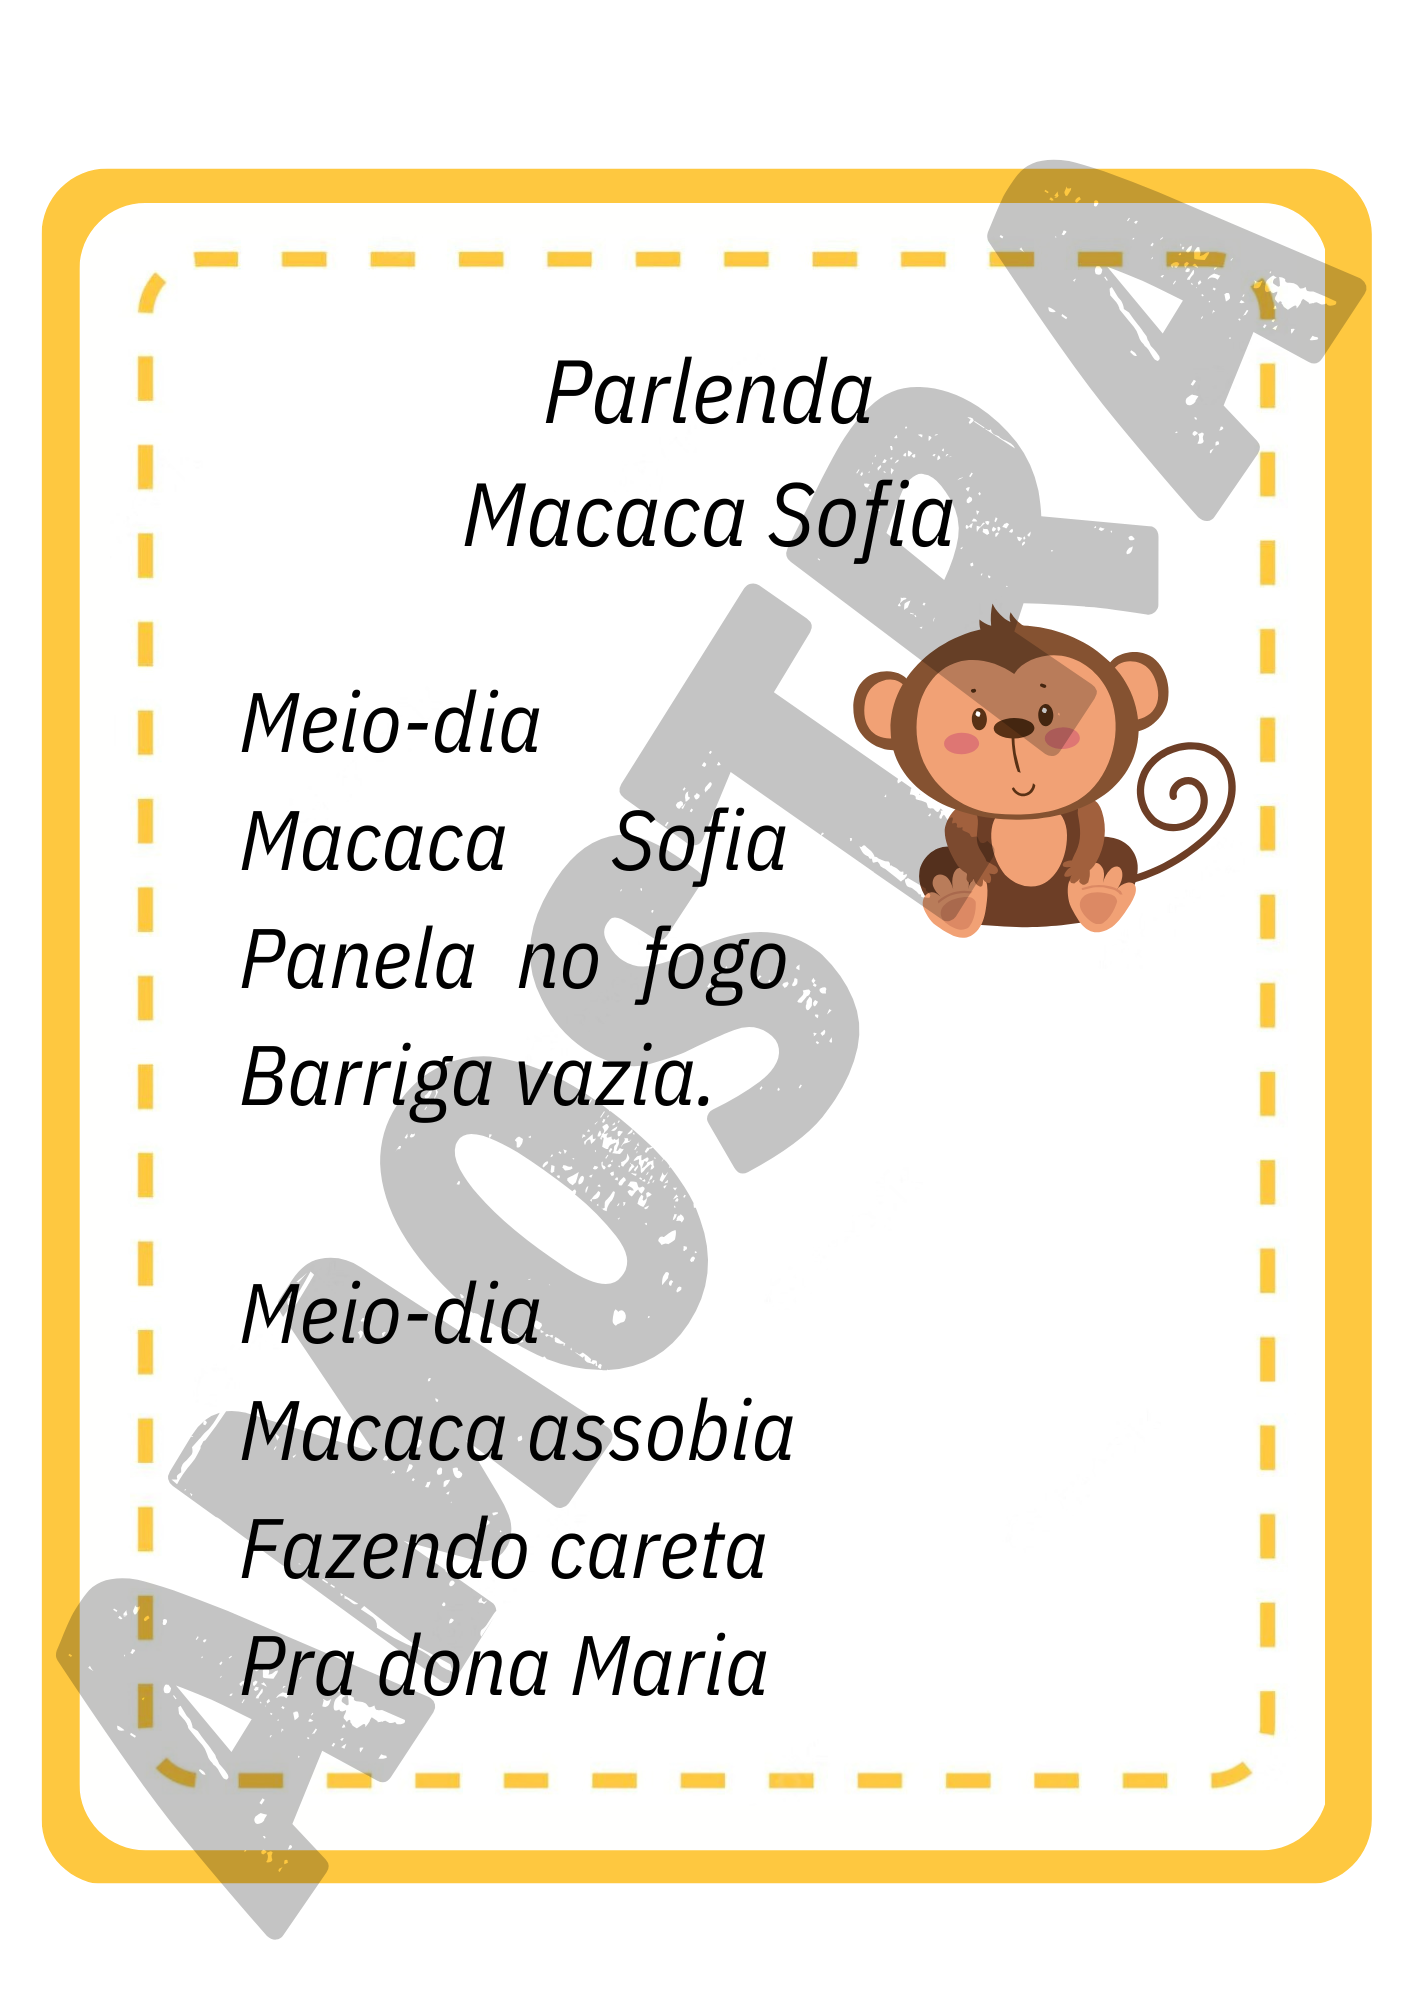 Parlenda
Macaca Sofia
Meio-dia
Macaca Sofia
Panela no fogo
Barriga vazia.
Meio-dia
Macaca assobia
Fazendo careta
Pra dona Maria
AMOSTRA